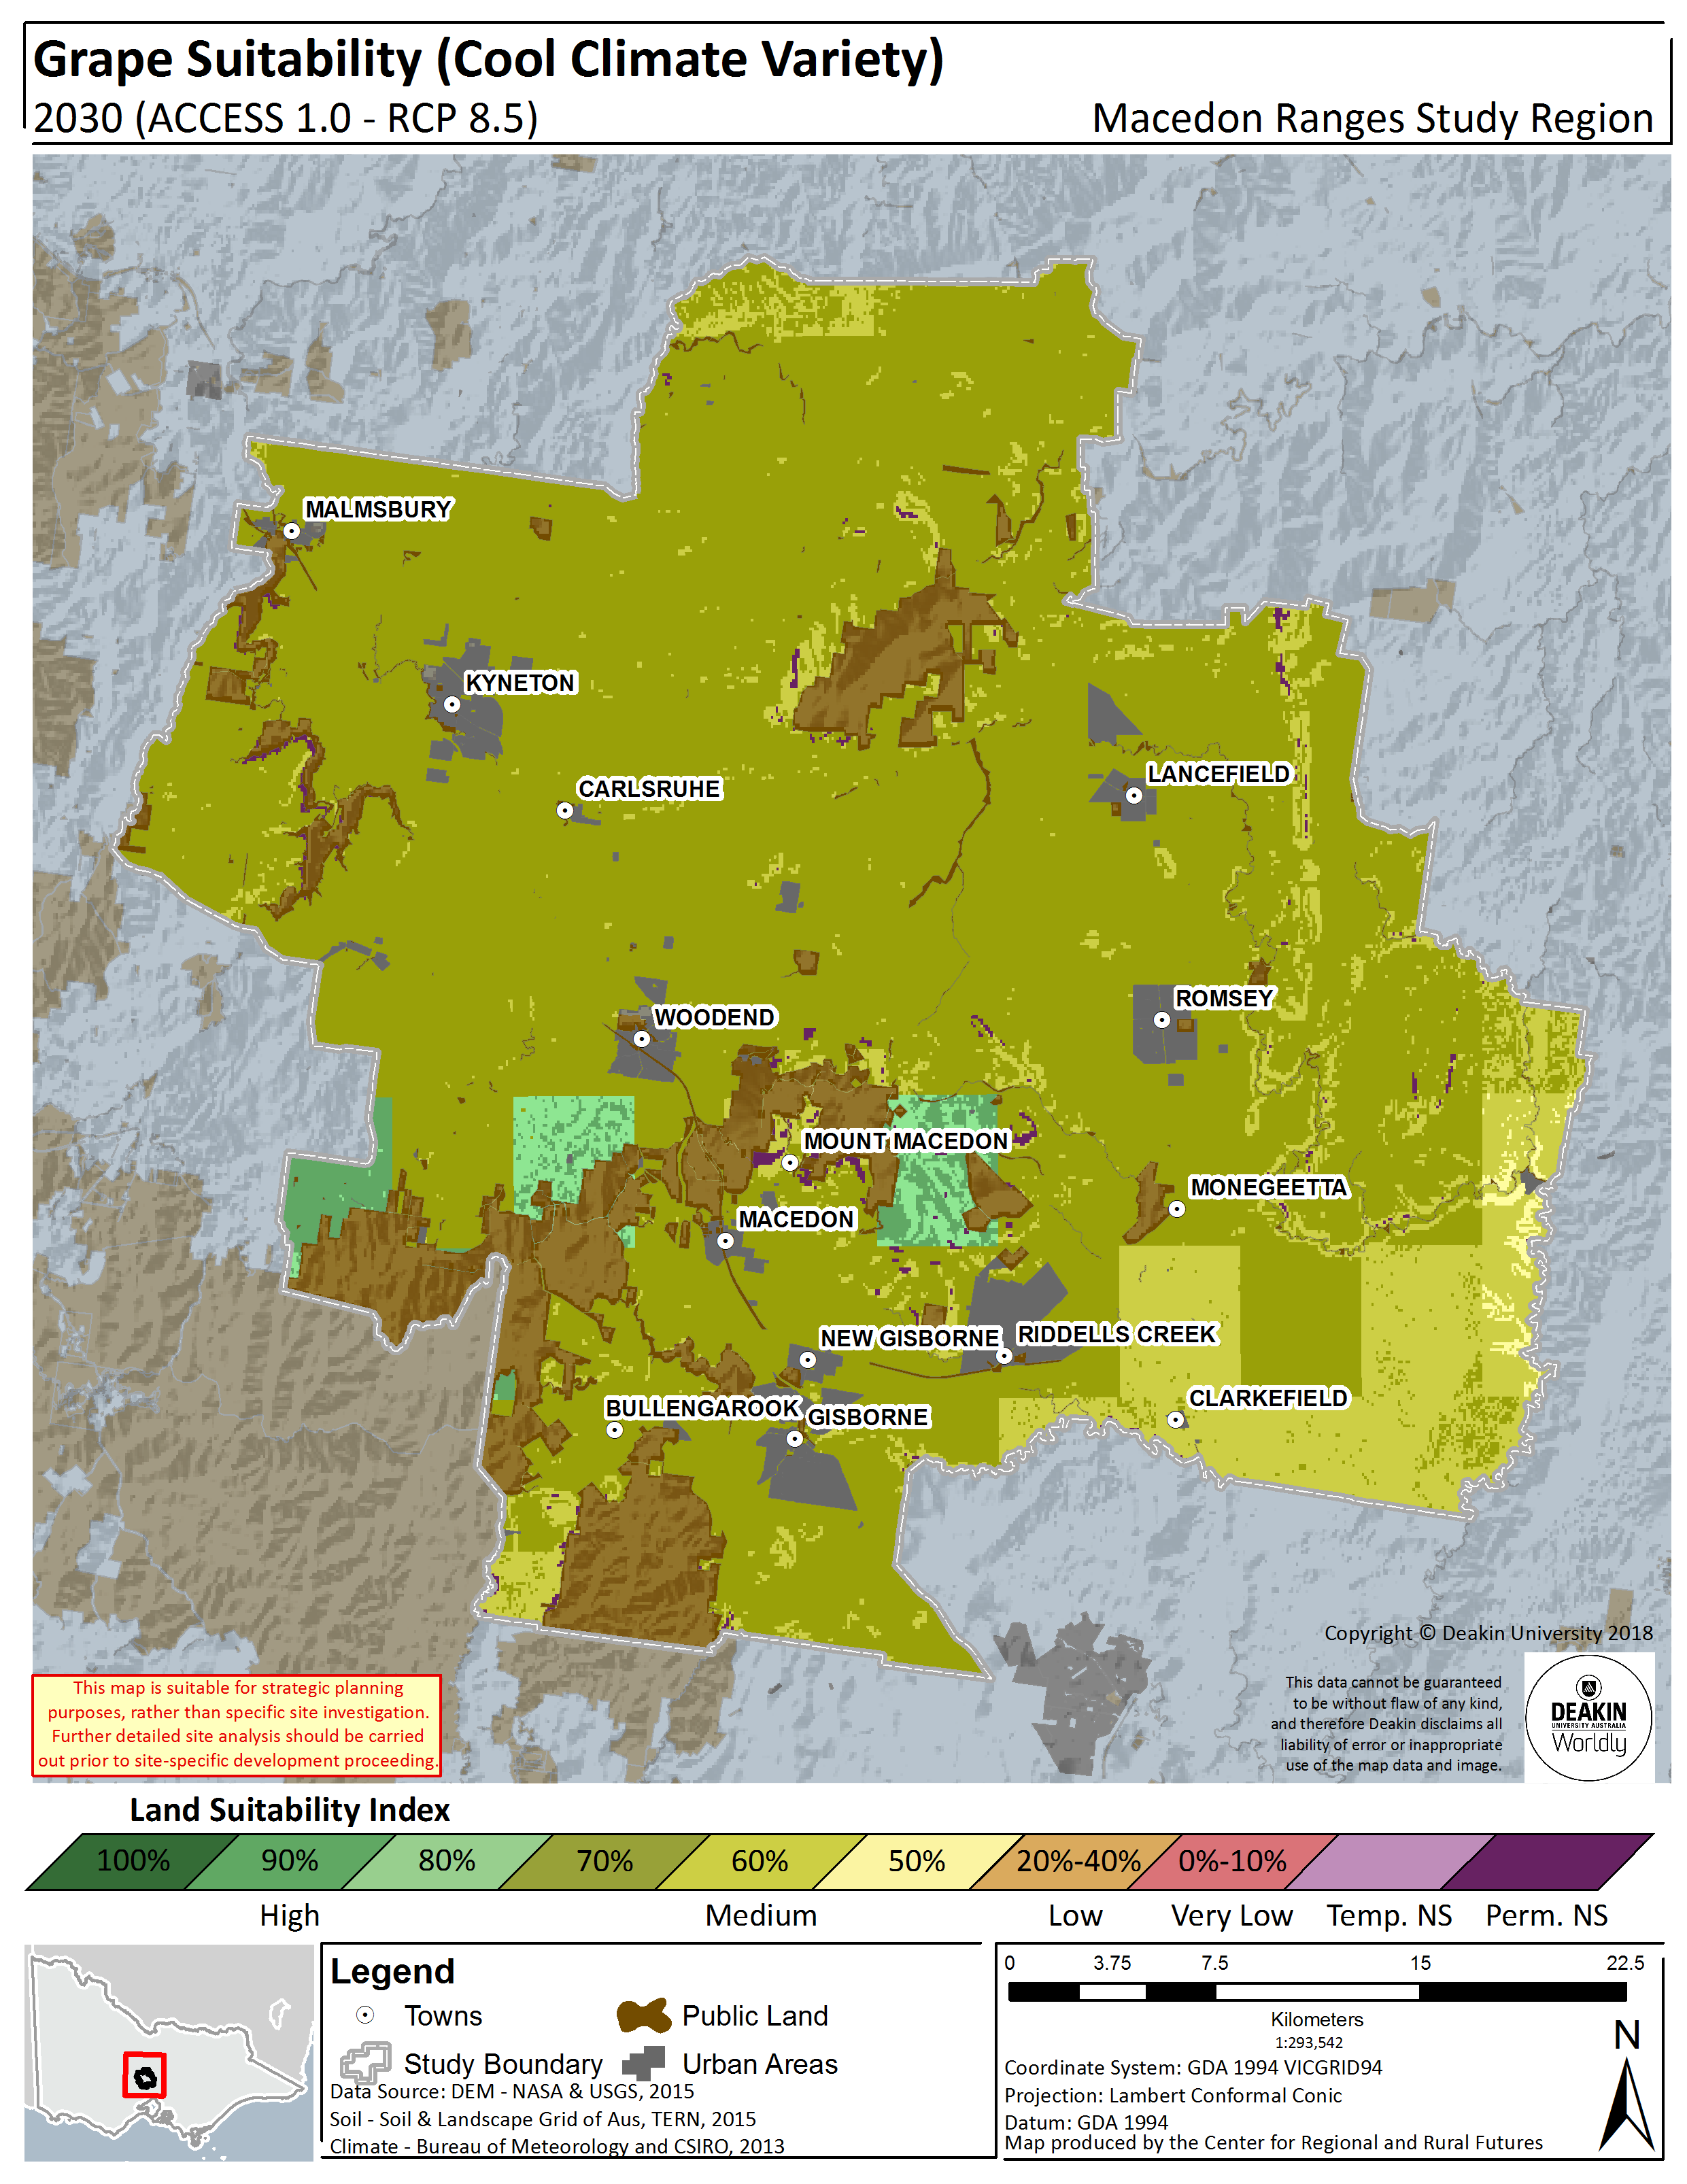 Grape Suitability (Cool Climate Variety)
2030 (ACCESS 1.0 - RCP 8.5)
Macedon Ranges Study Region
MALMSBURY
KYNETON
CARLSRUHE
LANCEFIELD
ROMSEY
WOODEND
MOUNT MACEDON
MONEGEETTA
MACEDON
NEW GISBORNE
RIDDELLS CREEK
CLARKEFIELD
BULLENGAROOK
GISBORNE
Copyright © Deakin University 2018
This map is suitable for strategic planning
purposes, rather than specific site investigation.
Further detailed site analysis should be carried
out prior to site-specific development proceeding.
This data cannot be guaranteed
to be without flaw of any kind,
and therefore Deakin disclaims all
liability of error or inappropriate
use of the map data and image.
DEAKIN
UNIVERSITY AUSTRALIA
Worldly
Land Suitability Index
100% 90% 80% 70% 60% 50% 20%-40% 0%-10%
High Medium Low Very Low Temp. NS Perm. NS
Legend
Towns
Public Land
Study Boundary
Urban Areas
Data Source: DEM - NASA & USGS, 2015
Soil - Soil & Landscape Grid of Aus, TERN, 2015
Climate - Bureau of Meteorology and CSIRO, 2013
0 3.75 7.5 15 22.5
Kilometers
1:293,542
N
Coordinate System: GDA 1994 VICGRID94
Projection: Lambert Conformal Conic
Datum: GDA 1994
Map produced by the Center for Regional and Rural Futures